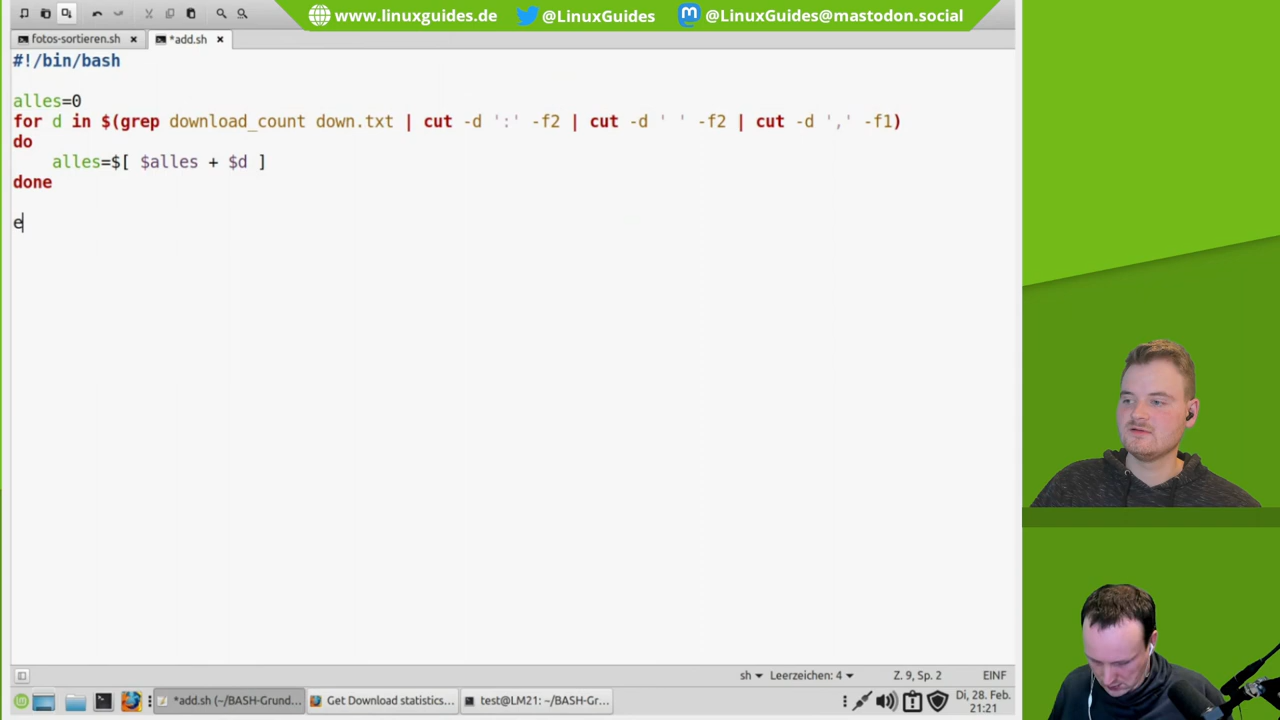 www.linuxguides.de @LinuxGuides @LinuxGuides@mastodon.social
fotos-sortieren.sh × *add.sh ×
#!/bin/bash
alles=0
for d in $(grep download_count down.txt | cut -d ':' -f2 | cut -d ' ' -f2 | cut -d ',' -f1)
do
alles=$[ $alles + $d ]
done
e
sh Leerzeichen: 4 Z. 9, Sp. 2 EINF
*add.sh (~/BASH-Grund... Get Download statistics... test@LM21: ~/BASH-Gr... Di, 28. Feb.
21:21